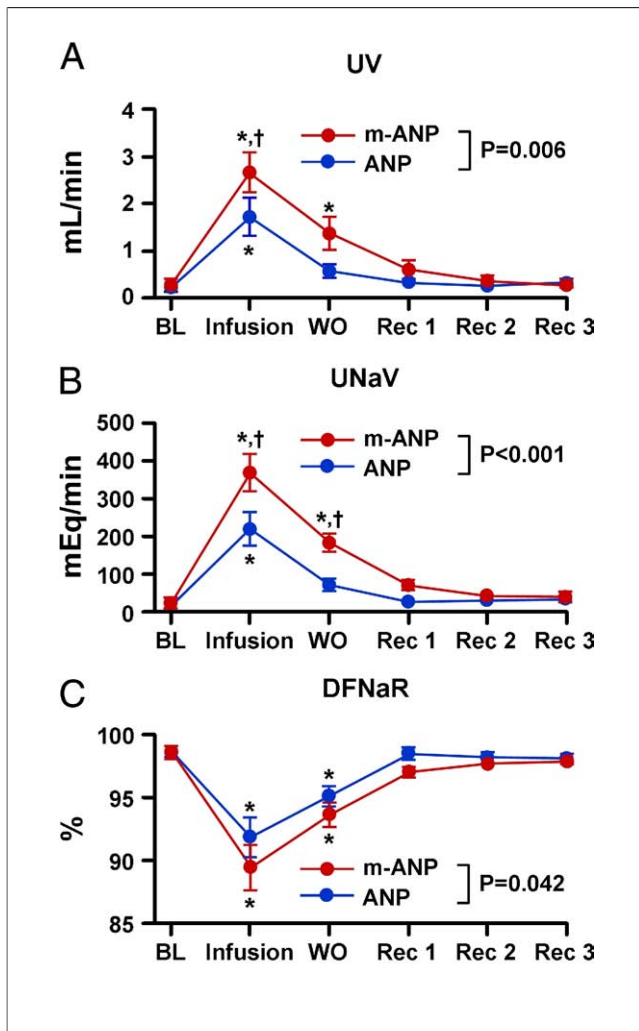 A
UV
4
3
2
1
0
mL/min
*,†
*
*
m-ANP
ANP
P=0.006
BL Infusion WO Rec 1 Rec 2 Rec 3
B
UNaV
500
400
300
200
100
0
mEq/min
*,†
*,†
*
m-ANP
ANP
P<0.001
BL Infusion WO Rec 1 Rec 2 Rec 3
C
DFNaR
100
95
90
85
%
*
*
*
*
m-ANP
ANP
P=0.042
BL Infusion WO Rec 1 Rec 2 Rec 3